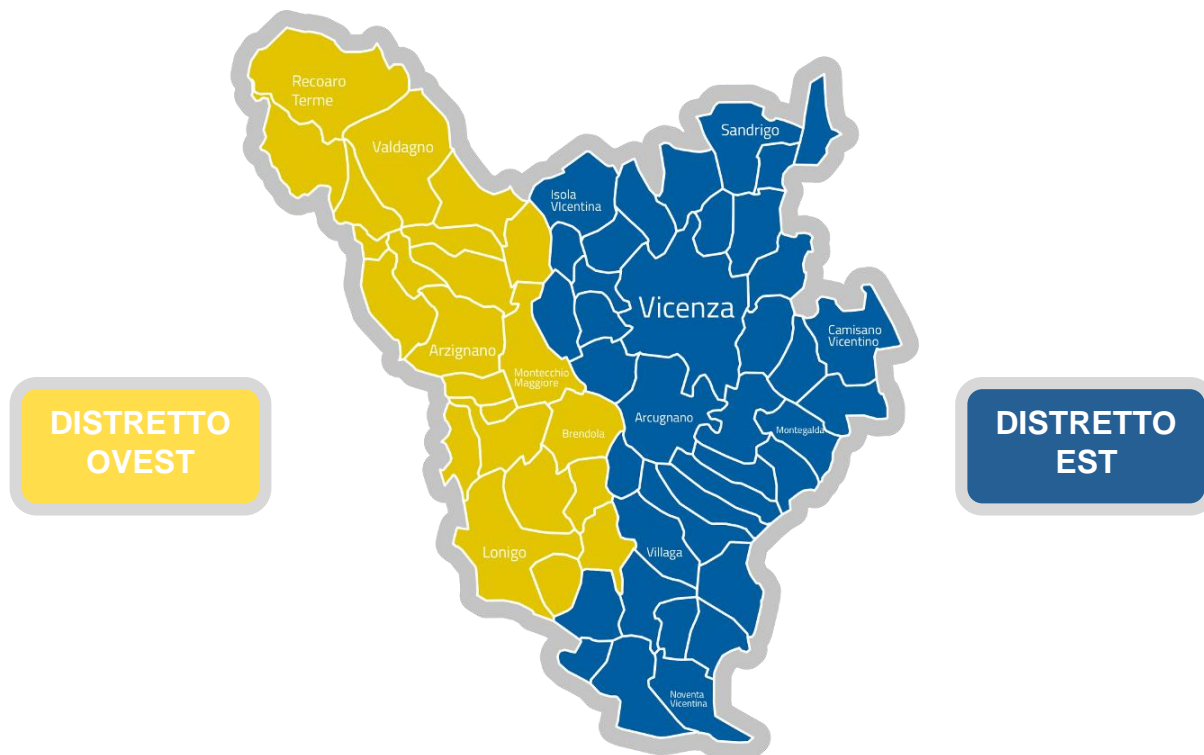 Recoaro
Terme
Sandrigo
Valdagno
Isola
VIcentina
Vicenza
Camisano
Vicentino
Arzignano
Montecchio
Maggiore
DISTRETTO
OVEST
DISTRETTO
EST
Arcugnano
Brendola
Montegalda
Lonigo
Villaga
Noventa
Vicentina